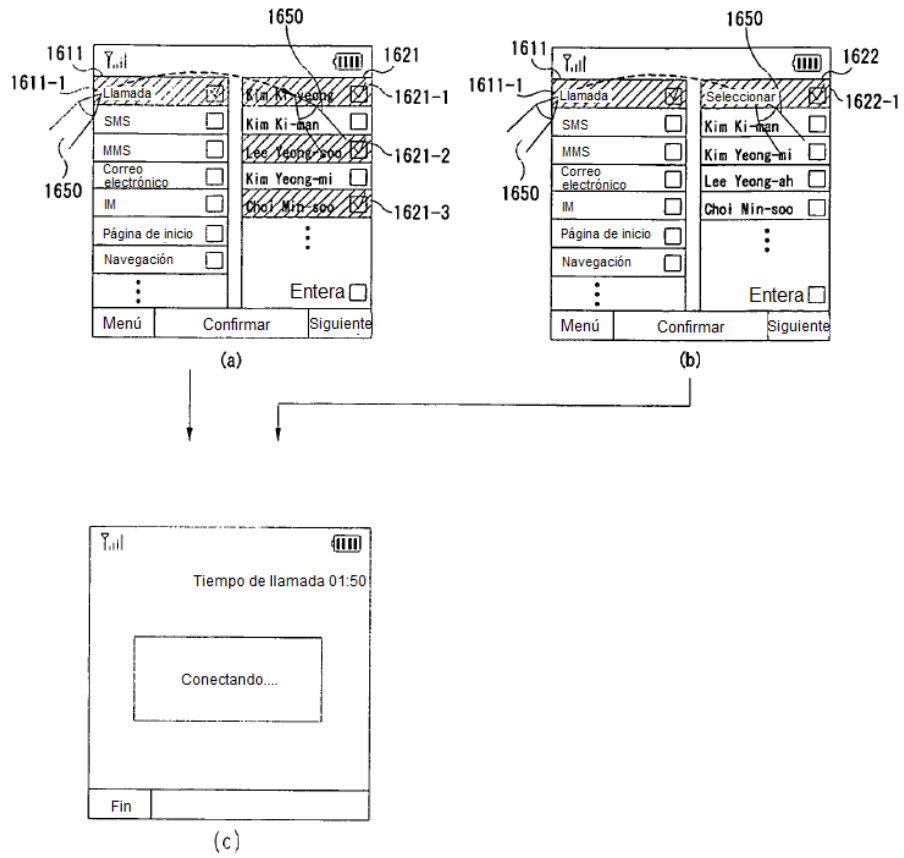 1650
1611
1611-1
1621
1621-1
Llamada
Kim Ki-yeong
SMS
Kim Ki-man
MMS
Lee Yeong-soo
1621-2
Correo
electrónico
Kim Yeong-mi
1650
IM
Choi Min-soo
1621-3
Página de inicio
Navegación
Entera
Menú
Confirmar
Siguiente
(a)
1650
1611
1611-1
1622
1622-1
Llamada
Seleccionar
SMS
Kim Ki-man
MMS
Kim Yeong-mi
Correo
electrónico
Lee Yeong-ah
1650
IM
Choi Min-soo
Página de inicio
Navegación
Entera
Menú
Confirmar
Siguiente
(b)
Tiempo de llamada 01:50
Conectando....
Fin
(c)